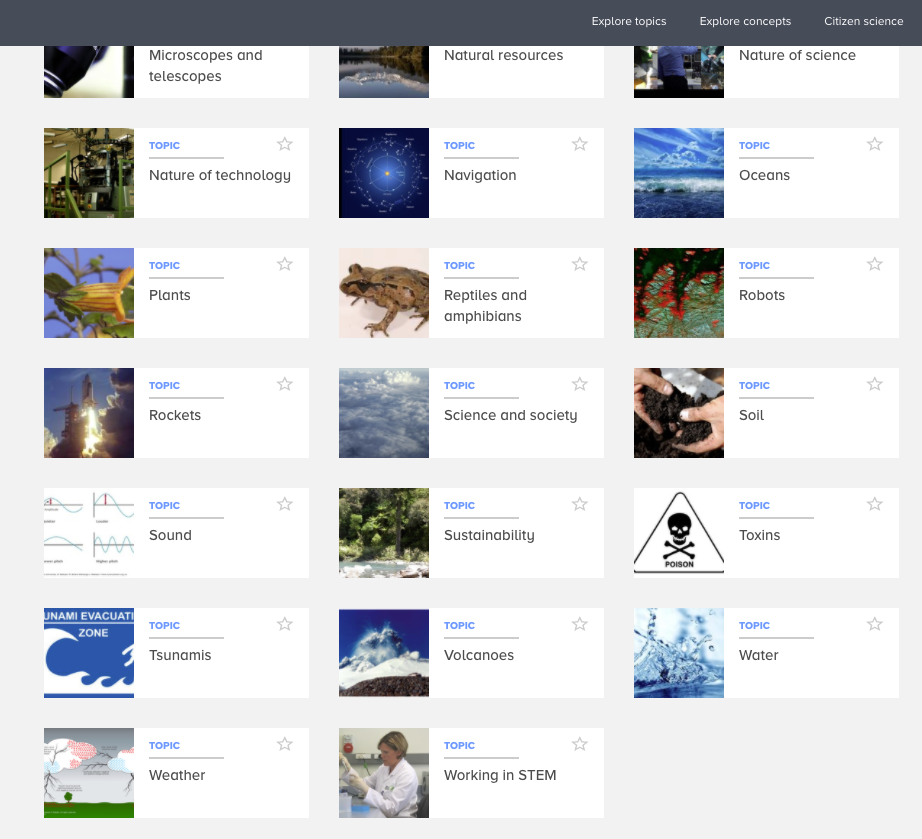 Explore topics
Explore concepts
Citizen science
Microscopes and
telescopes
Natural resources
Nature of science
TOPIC
Nature of technology
TOPIC
Navigation
TOPIC
Oceans
TOPIC
Plants
TOPIC
Reptiles and
amphibians
TOPIC
Robots
TOPIC
Rockets
TOPIC
Science and society
TOPIC
Soil
Louder
Higher pitch
TOPIC
Sound
TOPIC
Sustainability
POISON
TOPIC
Toxins
UNAMI EVACUATI
ZONE
TOPIC
Tsunamis
TOPIC
Volcanoes
TOPIC
Water
TOPIC
Weather
TOPIC
Working in STEM